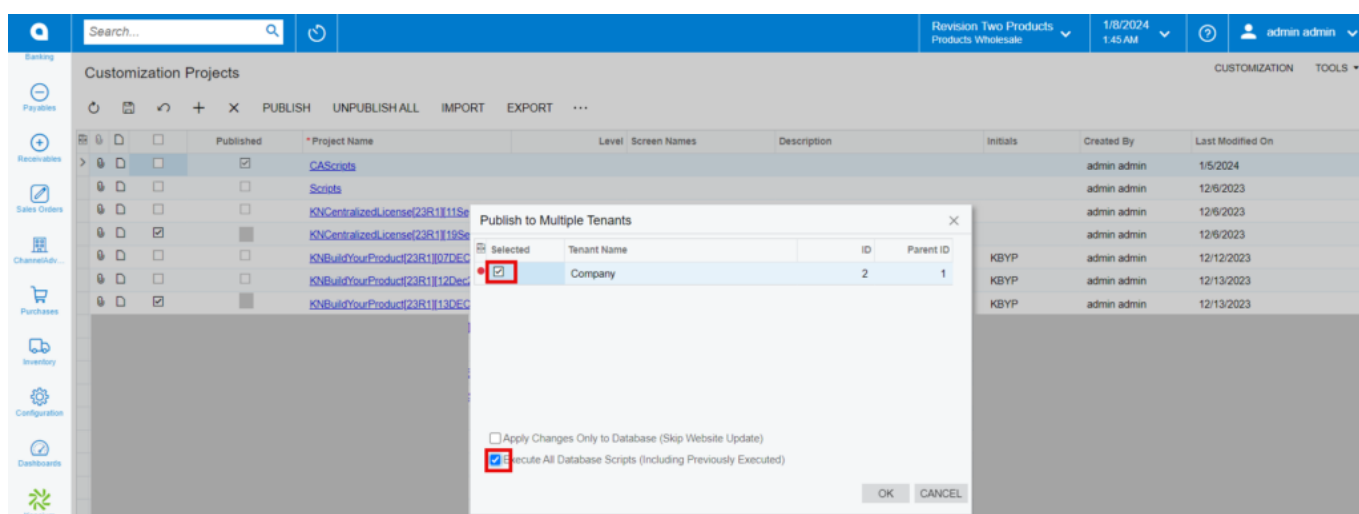 Search...
Revision Two Products
Products Wholesale
1/8/2024
1:45 AM
admin admin
Banking
Payables
Receivables
Sales Orders
ChannelAdv...
Purchases
Inventory
Configuration
Dashboards
Customization Projects
CUSTOMIZATION TOOLS
PUBLISH UNPUBLISH ALL IMPORT EXPORT ...
Published *Project Name Level Screen Names Description Initials Created By Last Modified On
CAScripts admin admin 1/5/2024
Scripts admin admin 12/6/2023
KNCentralizedLicense[23R1][11Se admin admin 12/6/2023
KNCentralizedLicense[23R1][19Se admin admin 12/6/2023
KNBuildYourProduct[23R1][07DEC KBYP admin admin 12/12/2023
KNBuildYourProduct[23R1][12Dec KBYP admin admin 12/13/2023
KNBuildYourProduct[23R1][13DEC KBYP admin admin 12/13/2023
Publish to Multiple Tenants
Selected Tenant Name ID Parent ID
Company 2 1
Apply Changes Only to Database (Skip Website Update)
Execute All Database Scripts (Including Previously Executed)
OK CANCEL